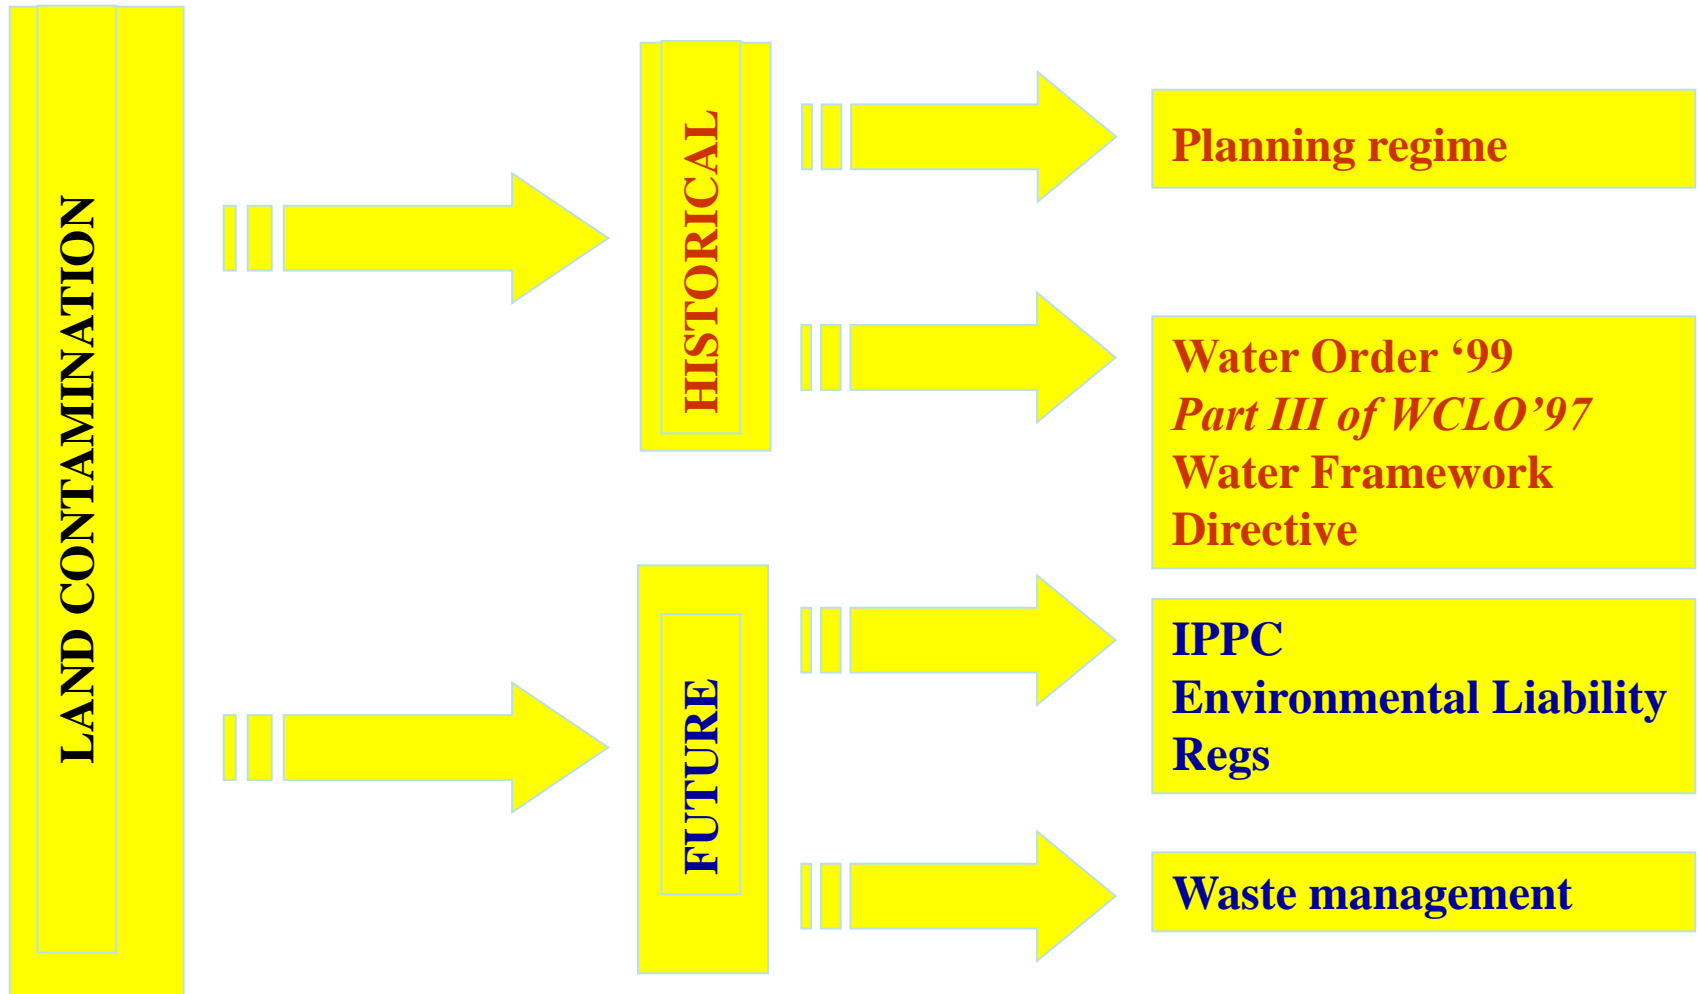 LAND CONTAMINATION
HISTORICAL
Planning regime
Water Order ‘99
Part III of WCLO’97
Water Framework
Directive
FUTURE
IPPC
Environmental Liability
Regs
Waste management